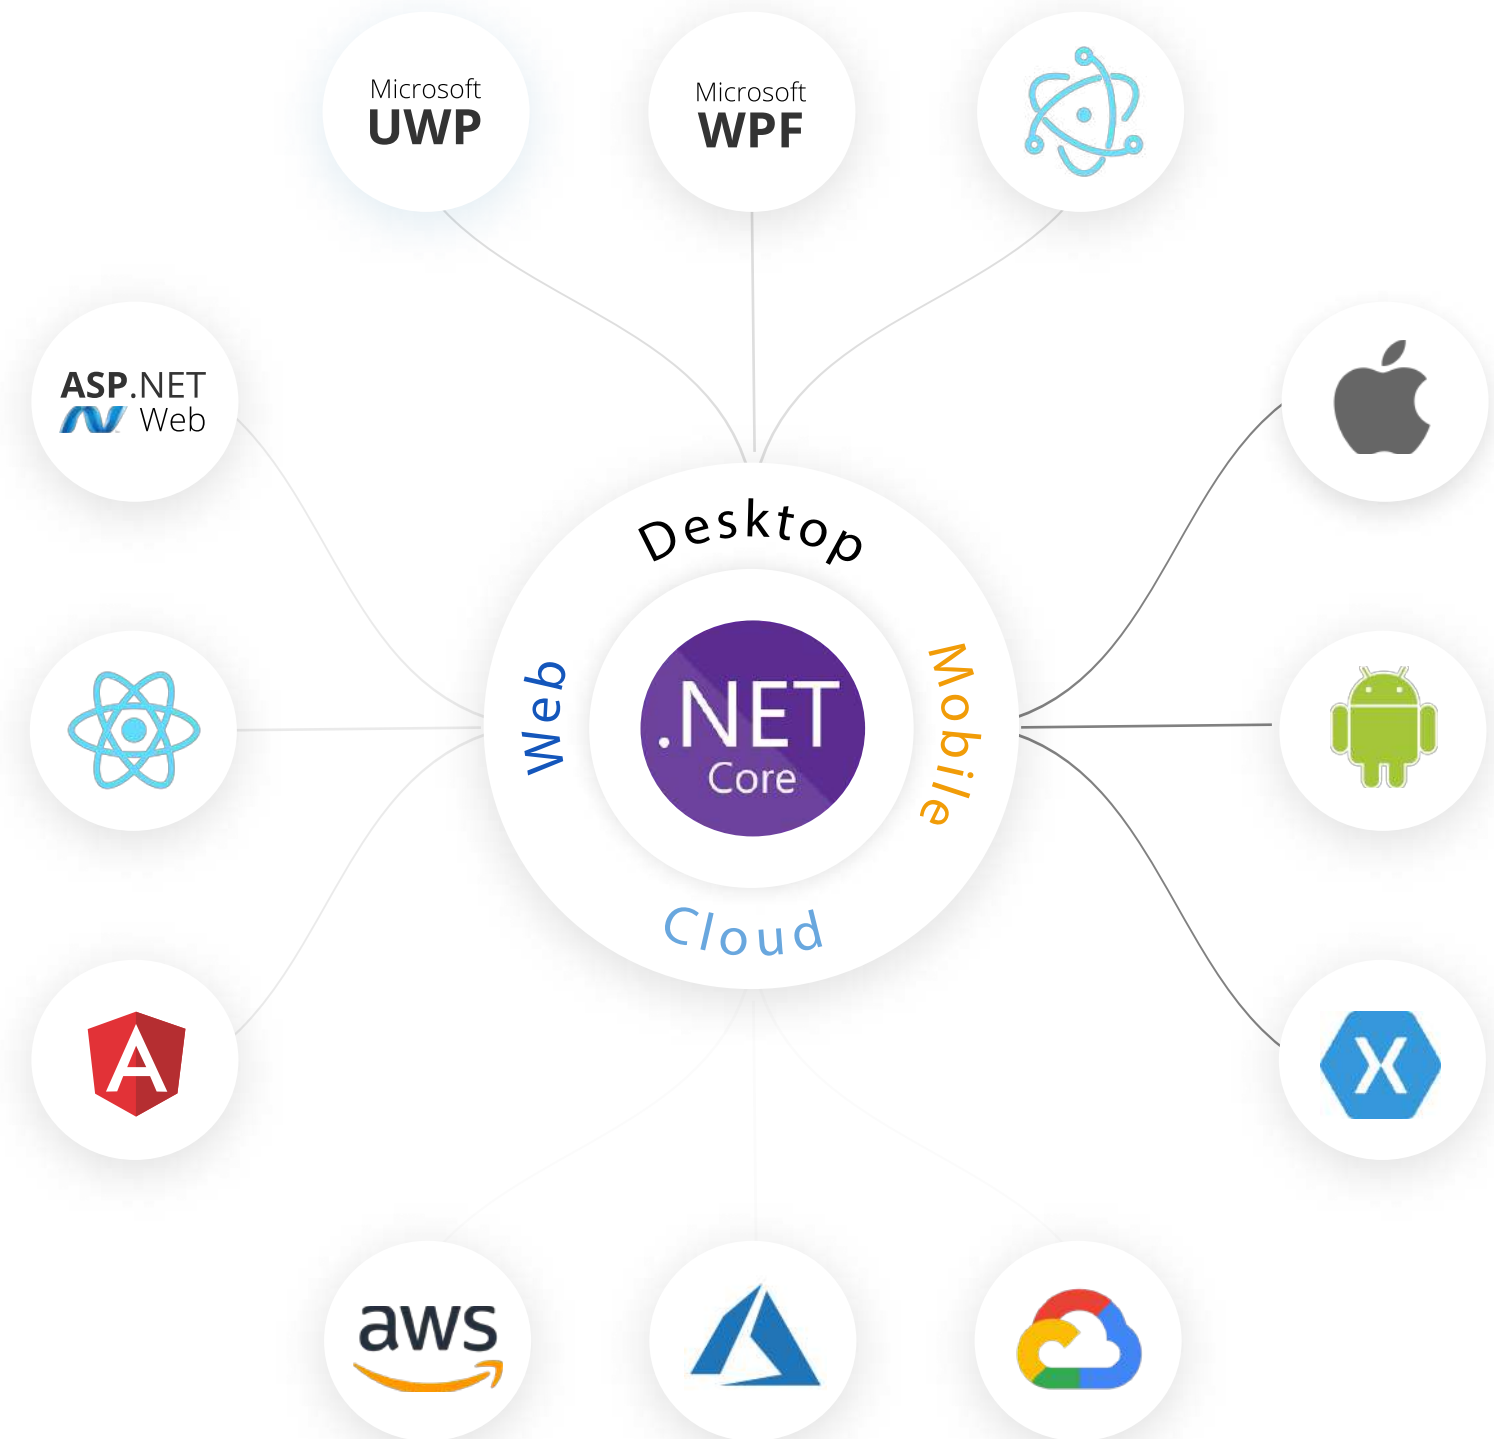 Microsoft
UWP
Microsoft
WPF
ASP.NET
Web
Desktop
Web
Mobile
.NET
Core
Cloud
A
X
aws